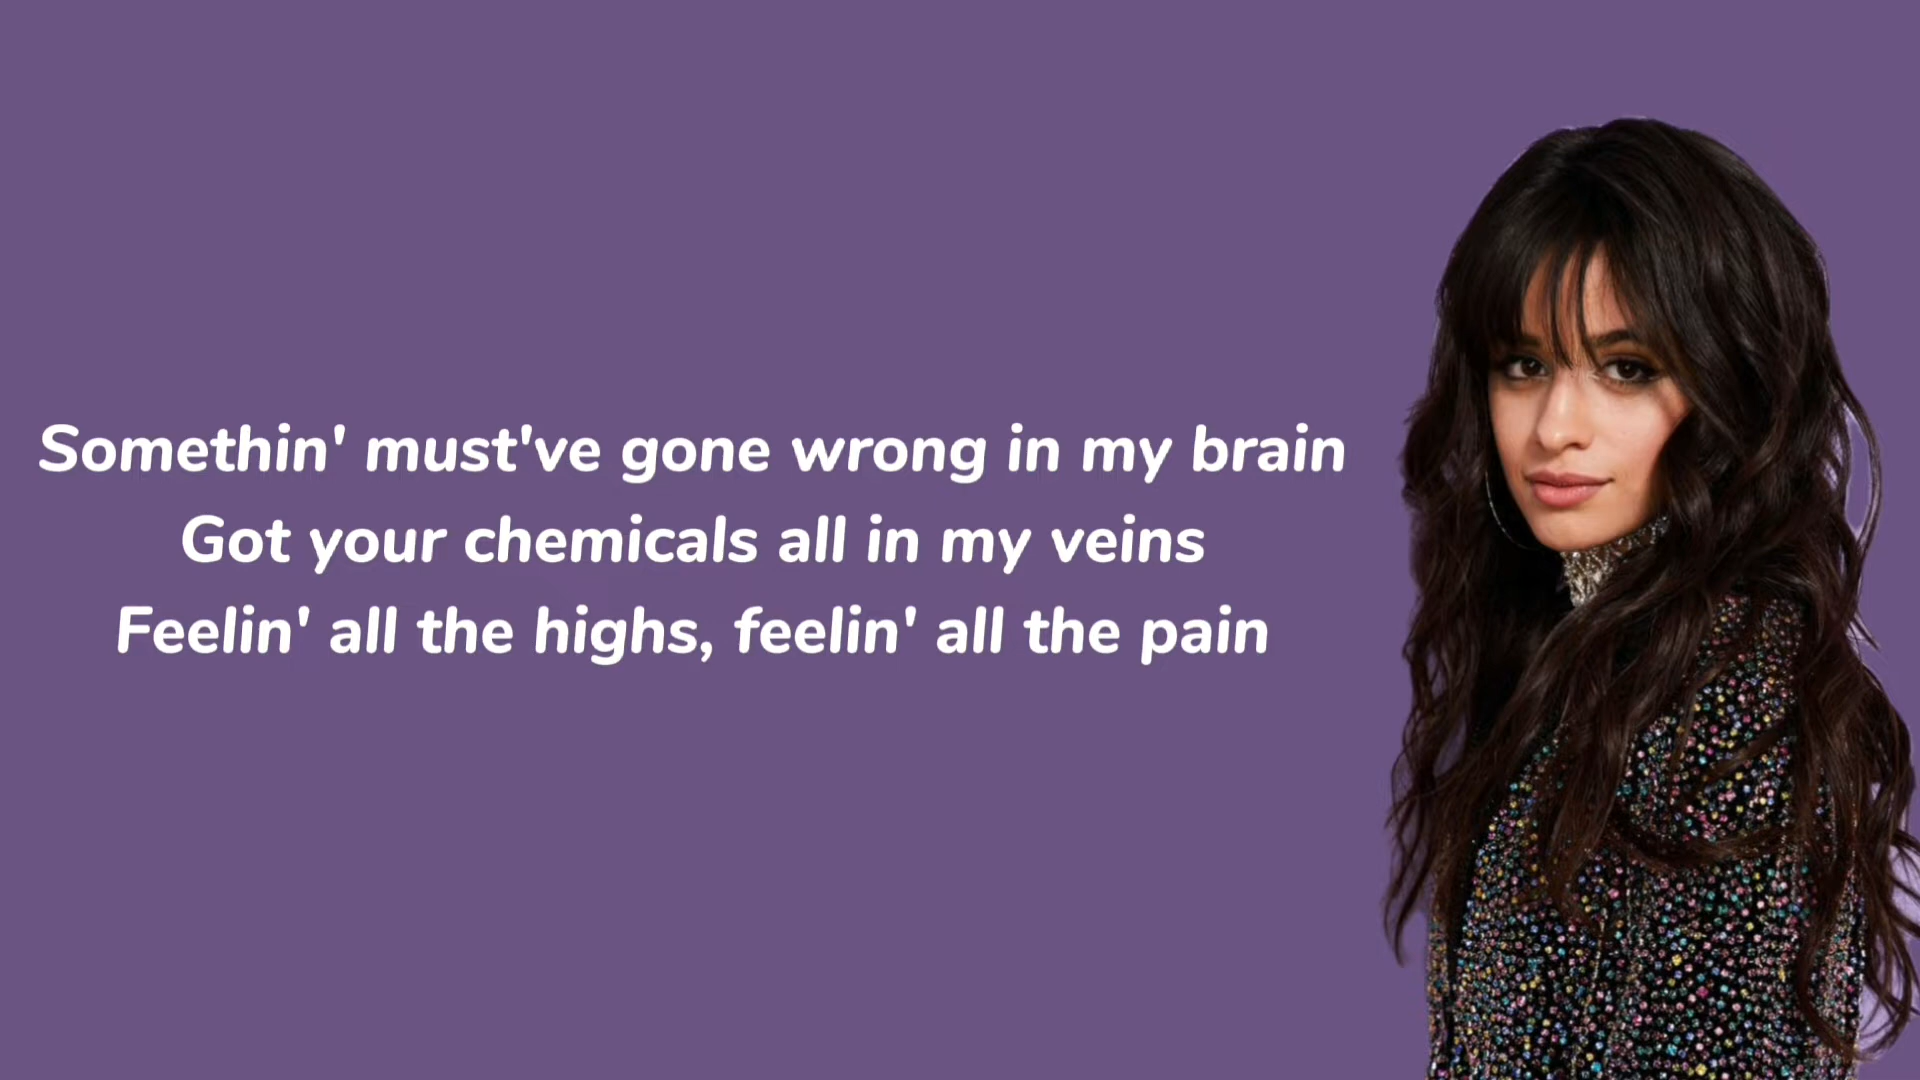 Somethin' must've gone wrong in my brain
Got your chemicals all in my veins
Feelin' all the highs, feelin' all the pain